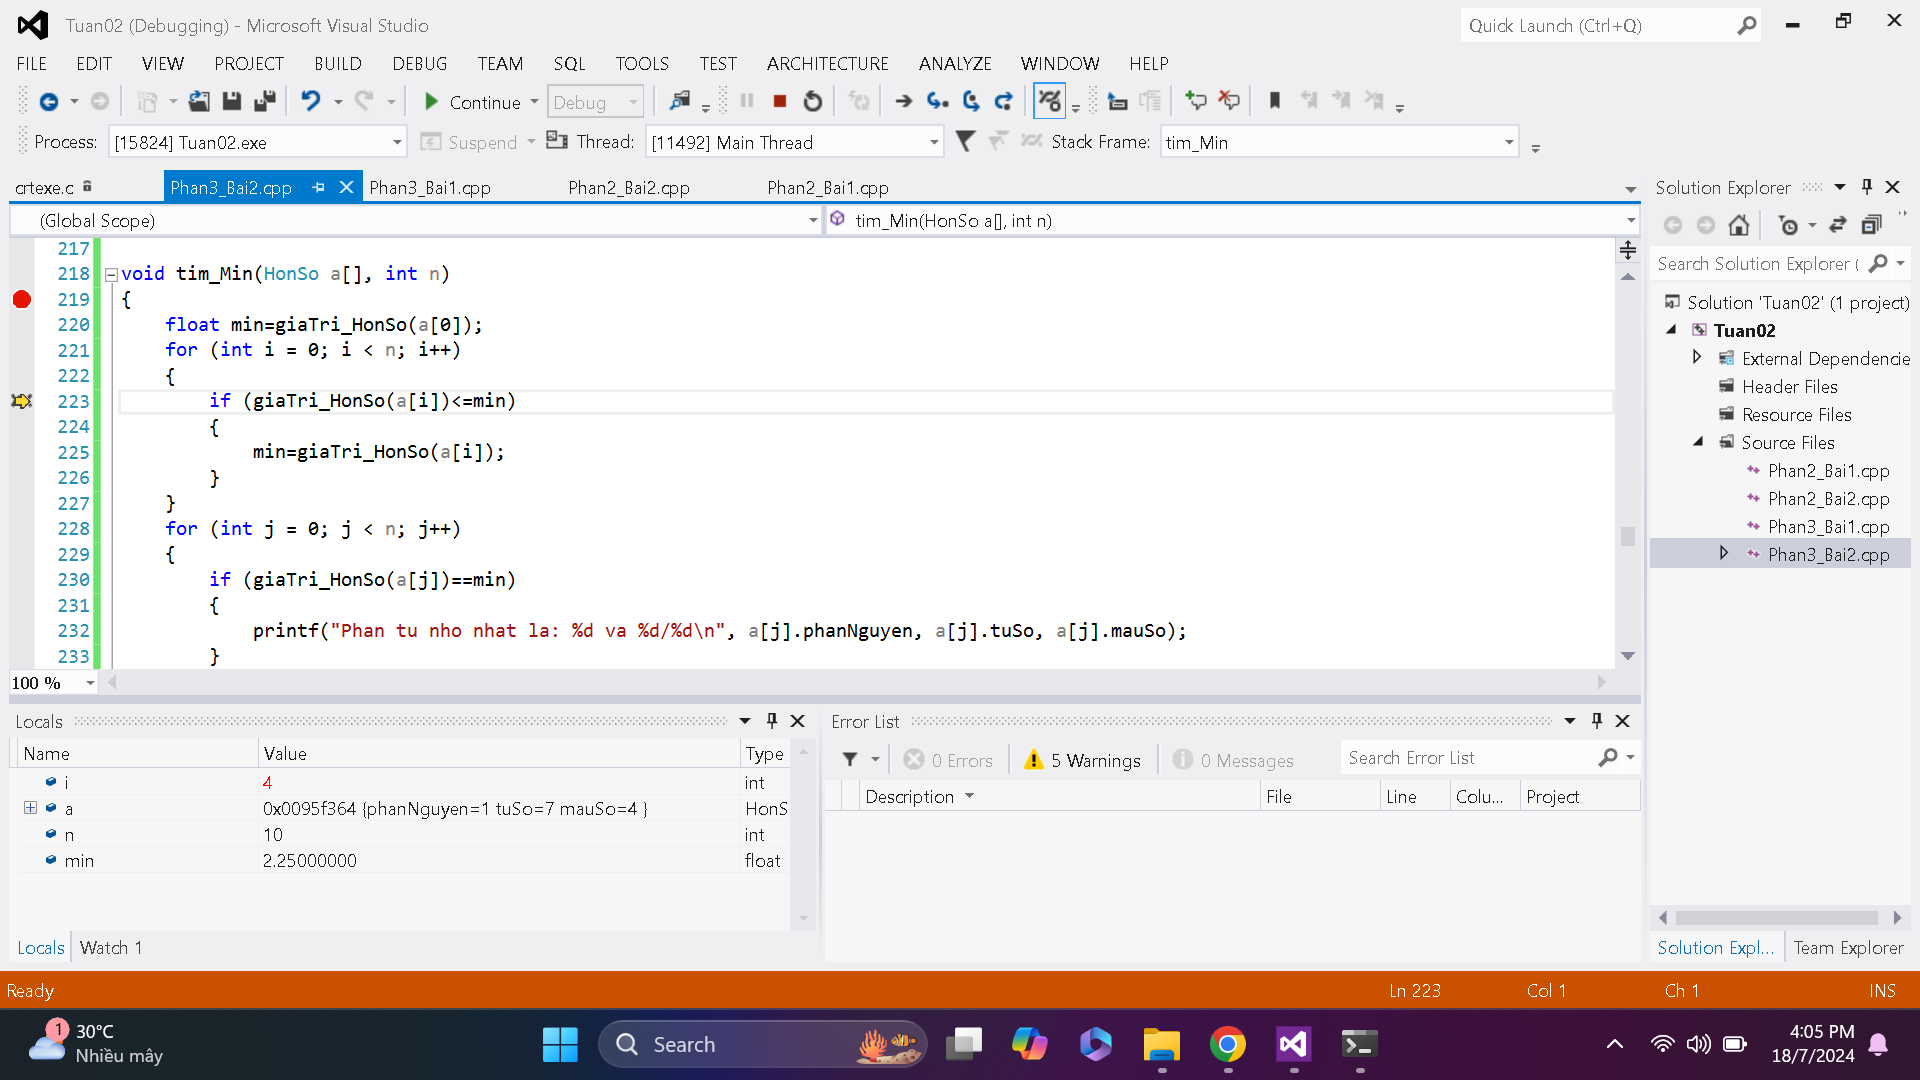 Tuan02 (Debugging) - Microsoft Visual Studio
Quick Launch (Ctrl+Q)
FILE EDIT VIEW PROJECT BUILD DEBUG TEAM SQL TOOLS TEST ARCHITECTURE ANALYZE WINDOW HELP
Continue Debug
Process: [15824] Tuan02.exe Suspend Thread: [11492] Main Thread Stack Frame: tim_Min
crtexe.c Phan3_Bai2.cpp Phan3_Bai1.cpp Phan2_Bai2.cpp Phan2_Bai1.cpp
(Global Scope) tim_Min(HonSo a[], int n)
217
218 void tim_Min(HonSo a[], int n)
219 {
220 float min=giaTri_HonSo(a[0]);
221 for (int i = 0; i < n; i++)
222 {
223 if (giaTri_HonSo(a[i])<=min)
224 {
225 min=giaTri_HonSo(a[i]);
226 }
227 }
228 for (int j = 0; j < n; j++)
229 {
230 if (giaTri_HonSo(a[j])==min)
231 {
232 printf("Phan tu nho nhat la: %d va %d/%d\n", a[j].phanNguyen, a[j].tuSo, a[j].mauSo);
233 }
100 %
Solution Explorer
Search Solution Explorer (
Solution 'Tuan02' (1 project)
Tuan02
External Dependencie
Header Files
Resource Files
Source Files
Phan2_Bai1.cpp
Phan2_Bai2.cpp
Phan3_Bai1.cpp
Phan3_Bai2.cpp
Solution Expl... Team Explorer
Locals
Name Value Type
i 4 int
a 0x0095f364 {phanNguyen=1 tuSo=7 mauSo=4 } HonS
n 10 int
min 2.25000000 float
Locals Watch 1
Error List
0 Errors 5 Warnings 0 Messages Search Error List
Description File Line Colu... Project
Ready Ln 223 Col 1 Ch 1 INS
1 30°C
Nhiều mây
Search
4:05 PM
18/7/2024